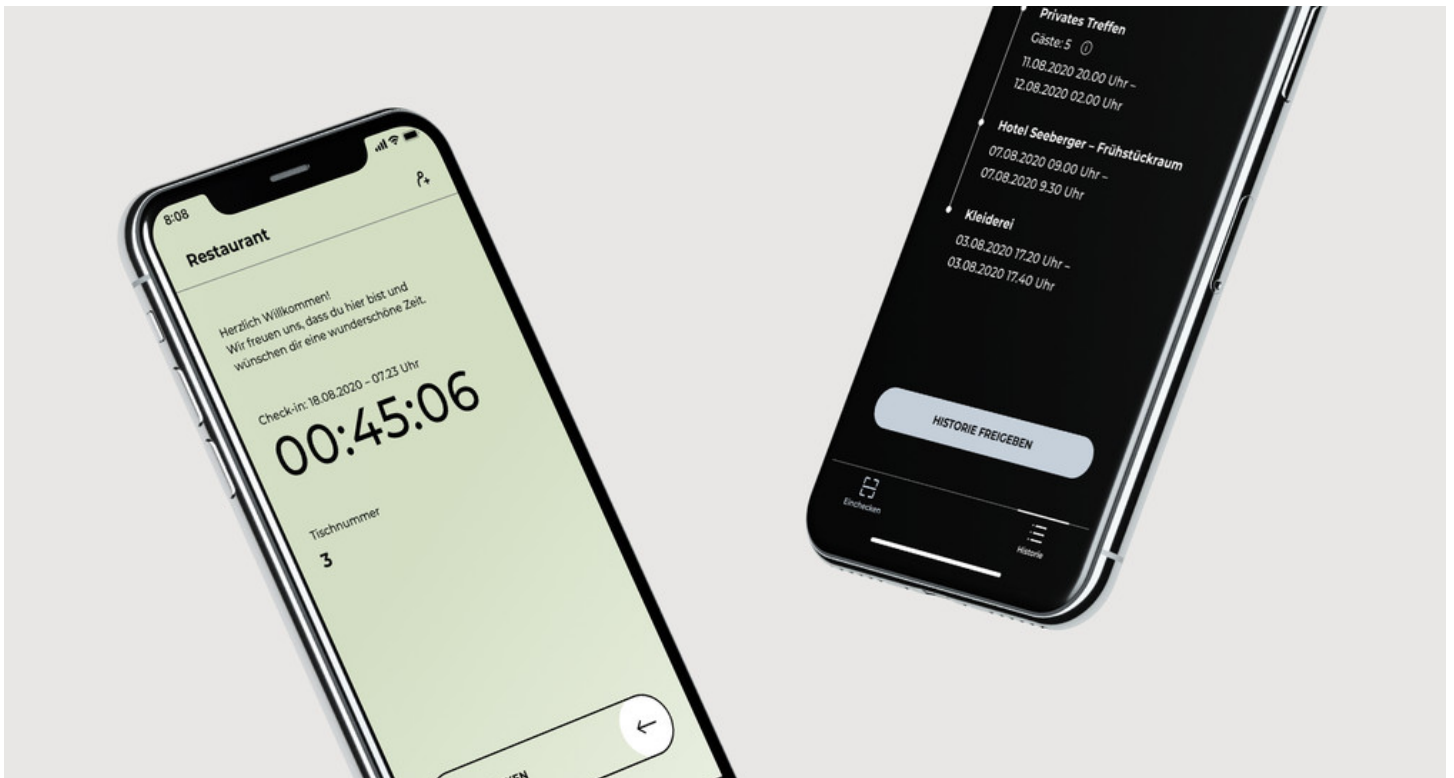 8:08
Restaurant
Herzlich Willkommen!
Wir freuen uns, dass du hier bist und
wünschen dir eine wunderschöne Zeit.
Check-in: 18.08.2020 – 07.23 Uhr
00:45:06
Tischnummer
3
Privates Treffen
Gäste: 5
11.08.2020 20.00 Uhr –
12.08.2020 02.00 Uhr
Hotel Seeberger – Frühstückraum
07.08.2020 09.00 Uhr –
07.08.2020 9.30 Uhr
Kleiderei
03.08.2020 17.20 Uhr –
03.08.2020 17.40 Uhr
HISTORIE FREIGEBEN
Einchecken
Historie